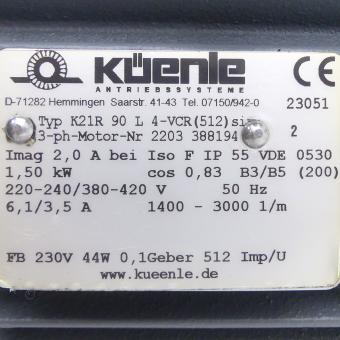 KÜENLE
ANTRIEBSSYSTEME
CE
D-71282 Hemmingen Saarstr. 41-43 Tel. 07150/942-0
23051
Typ K21R 90 L 4-VCR(512)sin
3-ph-Motor-Nr 2203 388194 2
Imag 2,0 A bei Iso F IP 55 VDE 0530
1,50 kW cos 0,83 B3/B5 (200)
220-240/380-420 V 50 Hz
6,1/3,5 A 1400 - 3000 1/m
FB 230V 44W 0,1Geber 512 Imp/U
www.kueenle.de